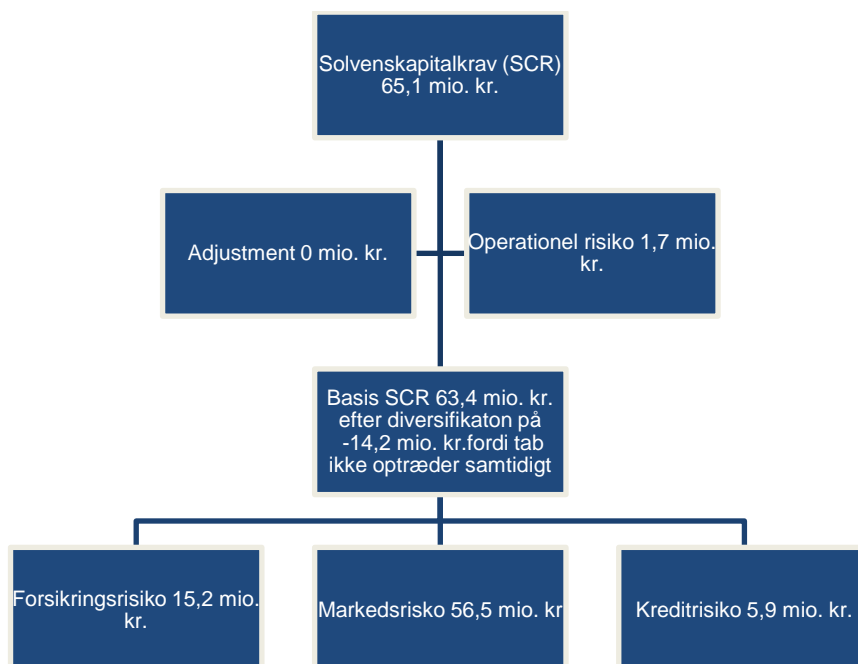 Solvenskapitalkrav (SCR)
65,1 mio. kr.
Adjustment 0 mio. kr.
Operationel risiko 1,7 mio.
kr.
Basis SCR 63,4 mio. kr.
efter diversifikaton på
-14,2 mio. kr.fordi tab
ikke optræder samtidigt
Forsikringsrisiko 15,2 mio.
kr.
Markedsrisko 56,5 mio. kr
Kreditrisiko 5,9 mio. kr.